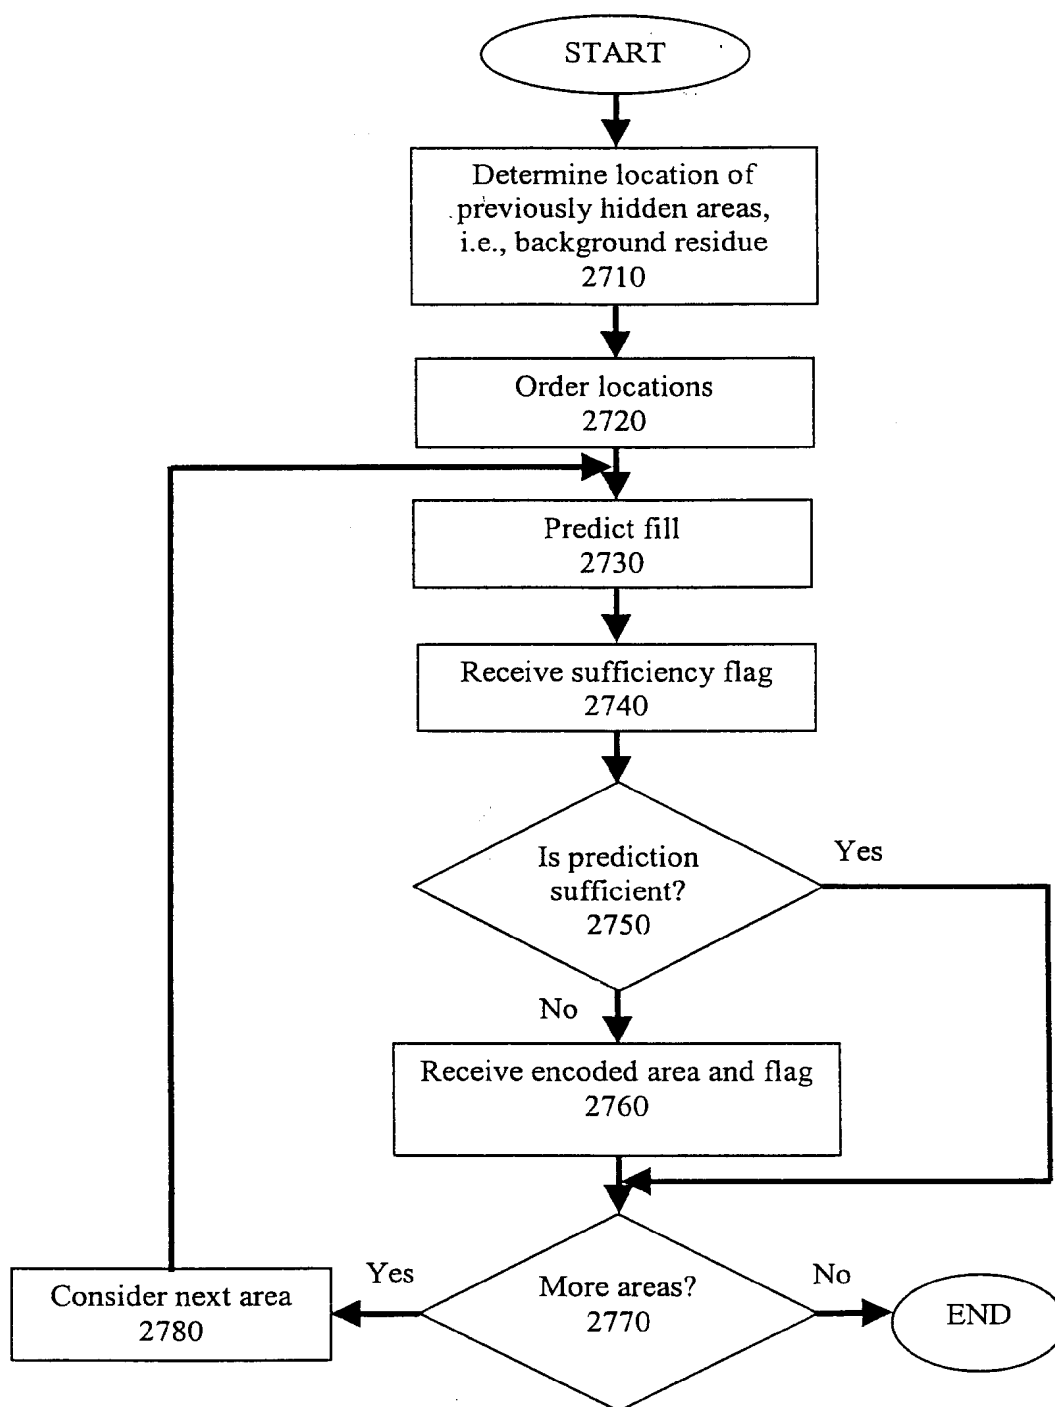 START
Determine location of
previously hidden areas,
i.e., background residue
2710
Order locations
2720
Predict fill
2730
Receive sufficiency flag
2740
Is prediction
sufficient?
2750
Yes
No
Receive encoded area and flag
2760
More areas?
2770
Yes
No
Consider next area
2780
END